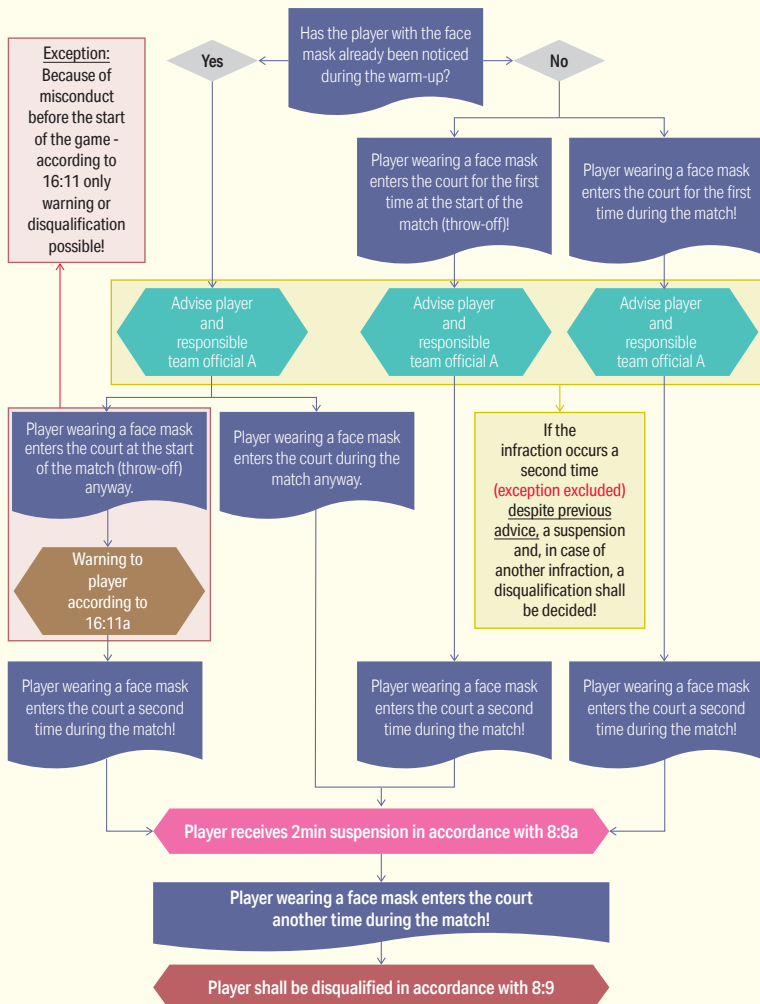 Exception:
Because of
misconduct
before the start
of the game -
according to
16:11 only
warning or
disqualification
possible!
Has the player with the face
mask already been noticed
during the warm-up?
Yes
No
Player wearing a face mask
enters the court for the first
time at the start of the
match (throw-off)!
Player wearing a face mask
enters the court for the first
time during the match!
Advise player
and
responsible
team official A
Advise player
and
responsible
team official A
Advise player
and
responsible
team official A
Player wearing a face mask
enters the court at the start
of the match (throw-off)
anyway.
Player wearing a face mask
enters the court during the
match anyway.
If the
infraction occurs a
second time
(exception excluded)
despite previous
advice, a suspension
and, in case of
another infraction, a
disqualification shall
be decided!
Warning to
player
according to
16:11a
Player wearing a face mask
enters the court a second
time during the match!
Player wearing a face mask
enters the court a second
time during the match!
Player wearing a face mask
enters the court a second
time during the match!
Player receives 2min suspension in accordance with 8:8a
Player wearing a face mask enters the court
another time during the match!
Player shall be disqualified in accordance with 8:9